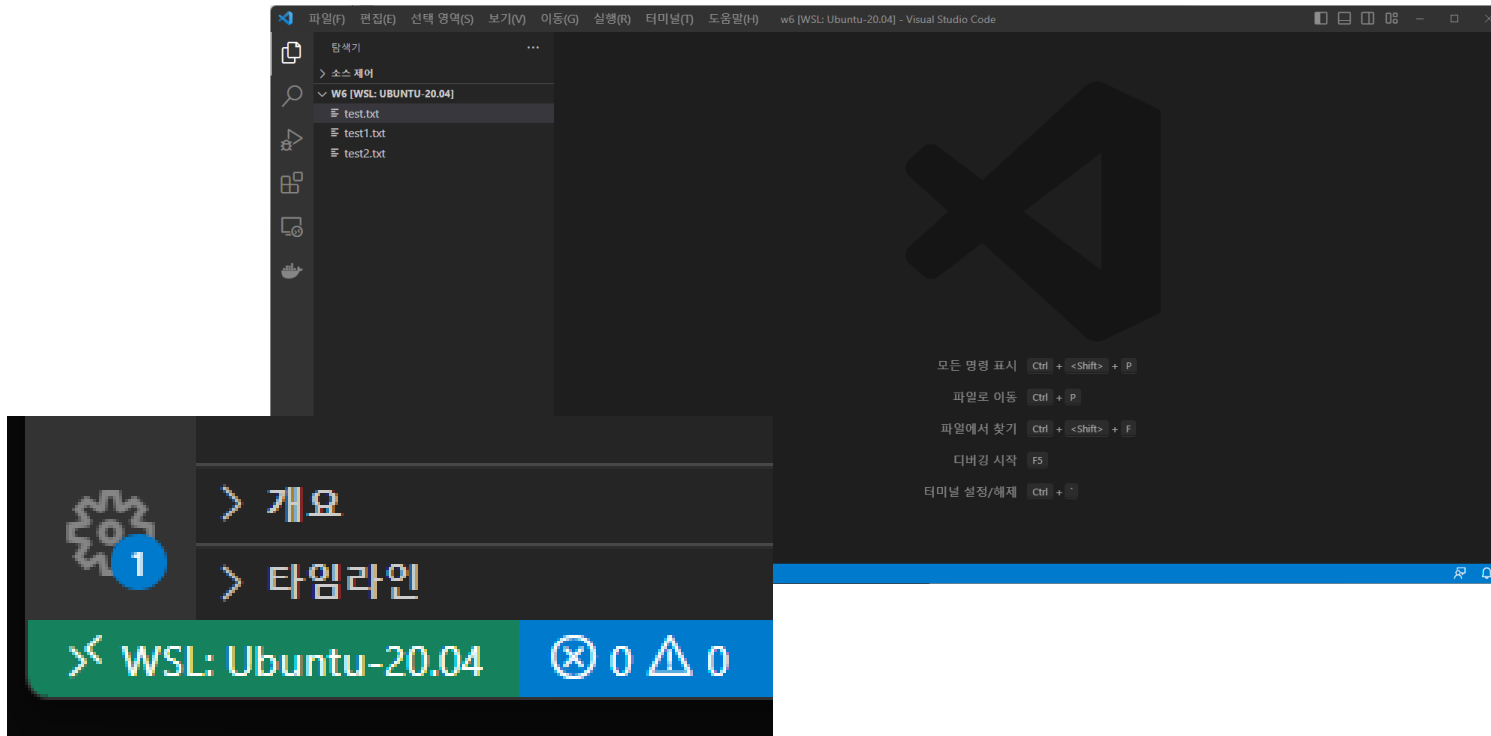 파일(F) 편집(E) 선택 영역(S) 보기(V) 이동(G) 실행(R) 터미널(T) 도움말(H) w6 [WSL: Ubuntu-20.04] - Visual Studio Code
탐색기 ···
소스 제어
W6 [WSL: UBUNTU-20.04]
test.txt
test1.txt
test2.txt
모든 명령 표시 Ctrl + <Shift> + P
파일로 이동 Ctrl + P
파일에서 찾기 Ctrl + <Shift> + F
디버깅 시작 F5
터미널 설정/해제 Ctrl + `
개요
1
타임라인
WSL: Ubuntu-20.04 0 0